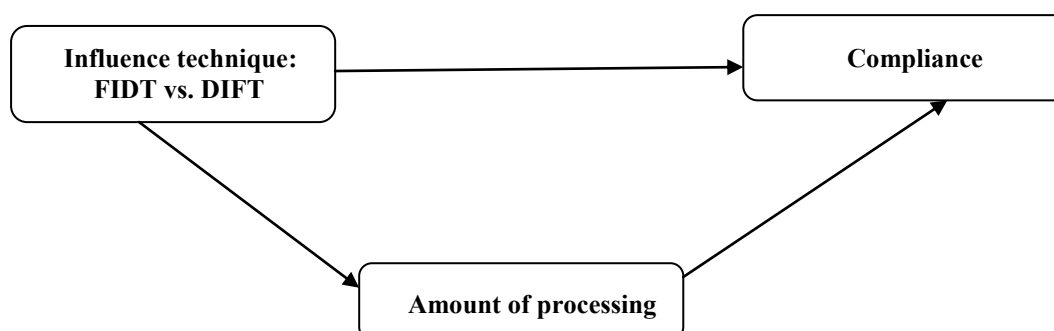 Influence technique:
FIDT vs. DIFT
Compliance
Amount of processing